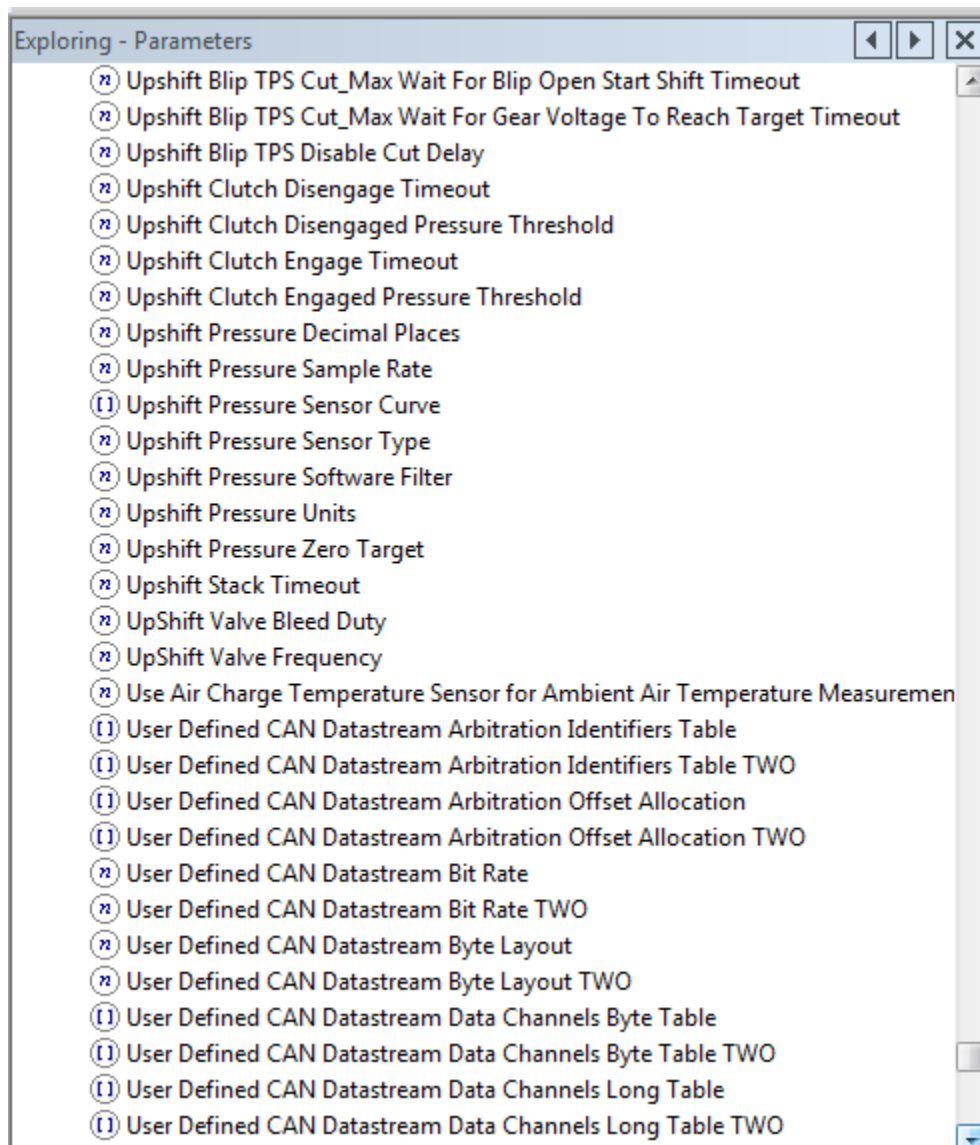 Exploring - Parameters
Upshift Blip TPS Cut_Max Wait For Blip Open Start Shift Timeout
Upshift Blip TPS Cut_Max Wait For Gear Voltage To Reach Target Timeout
Upshift Blip TPS Disable Cut Delay
Upshift Clutch Disengage Timeout
Upshift Clutch Disengaged Pressure Threshold
Upshift Clutch Engage Timeout
Upshift Clutch Engaged Pressure Threshold
Upshift Pressure Decimal Places
Upshift Pressure Sample Rate
Upshift Pressure Sensor Curve
Upshift Pressure Sensor Type
Upshift Pressure Software Filter
Upshift Pressure Units
Upshift Pressure Zero Target
Upshift Stack Timeout
UpShift Valve Bleed Duty
UpShift Valve Frequency
Use Air Charge Temperature Sensor for Ambient Air Temperature Measuremen
User Defined CAN Datastream Arbitration Identifiers Table
User Defined CAN Datastream Arbitration Identifiers Table TWO
User Defined CAN Datastream Arbitration Offset Allocation
User Defined CAN Datastream Arbitration Offset Allocation TWO
User Defined CAN Datastream Bit Rate
User Defined CAN Datastream Bit Rate TWO
User Defined CAN Datastream Byte Layout
User Defined CAN Datastream Byte Layout TWO
User Defined CAN Datastream Data Channels Byte Table
User Defined CAN Datastream Data Channels Byte Table TWO
User Defined CAN Datastream Data Channels Long Table
User Defined CAN Datastream Data Channels Long Table TWO